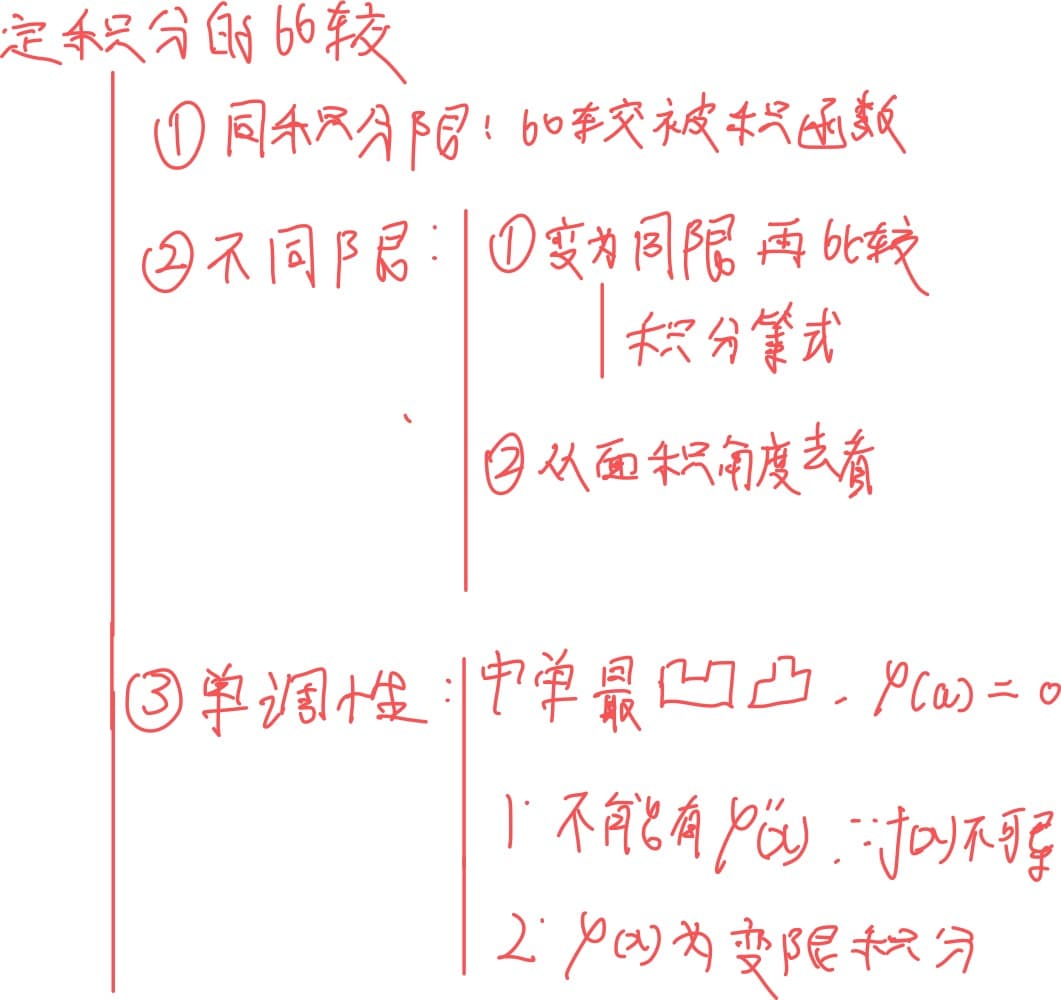 定积分的比较
①同积分限:比较被积函数
②不同限:
①变为同限再比较
积分等式
②从面积角度去看
③单调性:
中单最凹凸.φ(a)=0
1.不能有φ''(x),∵f(x)不可导
2.φ(x)为变限积分